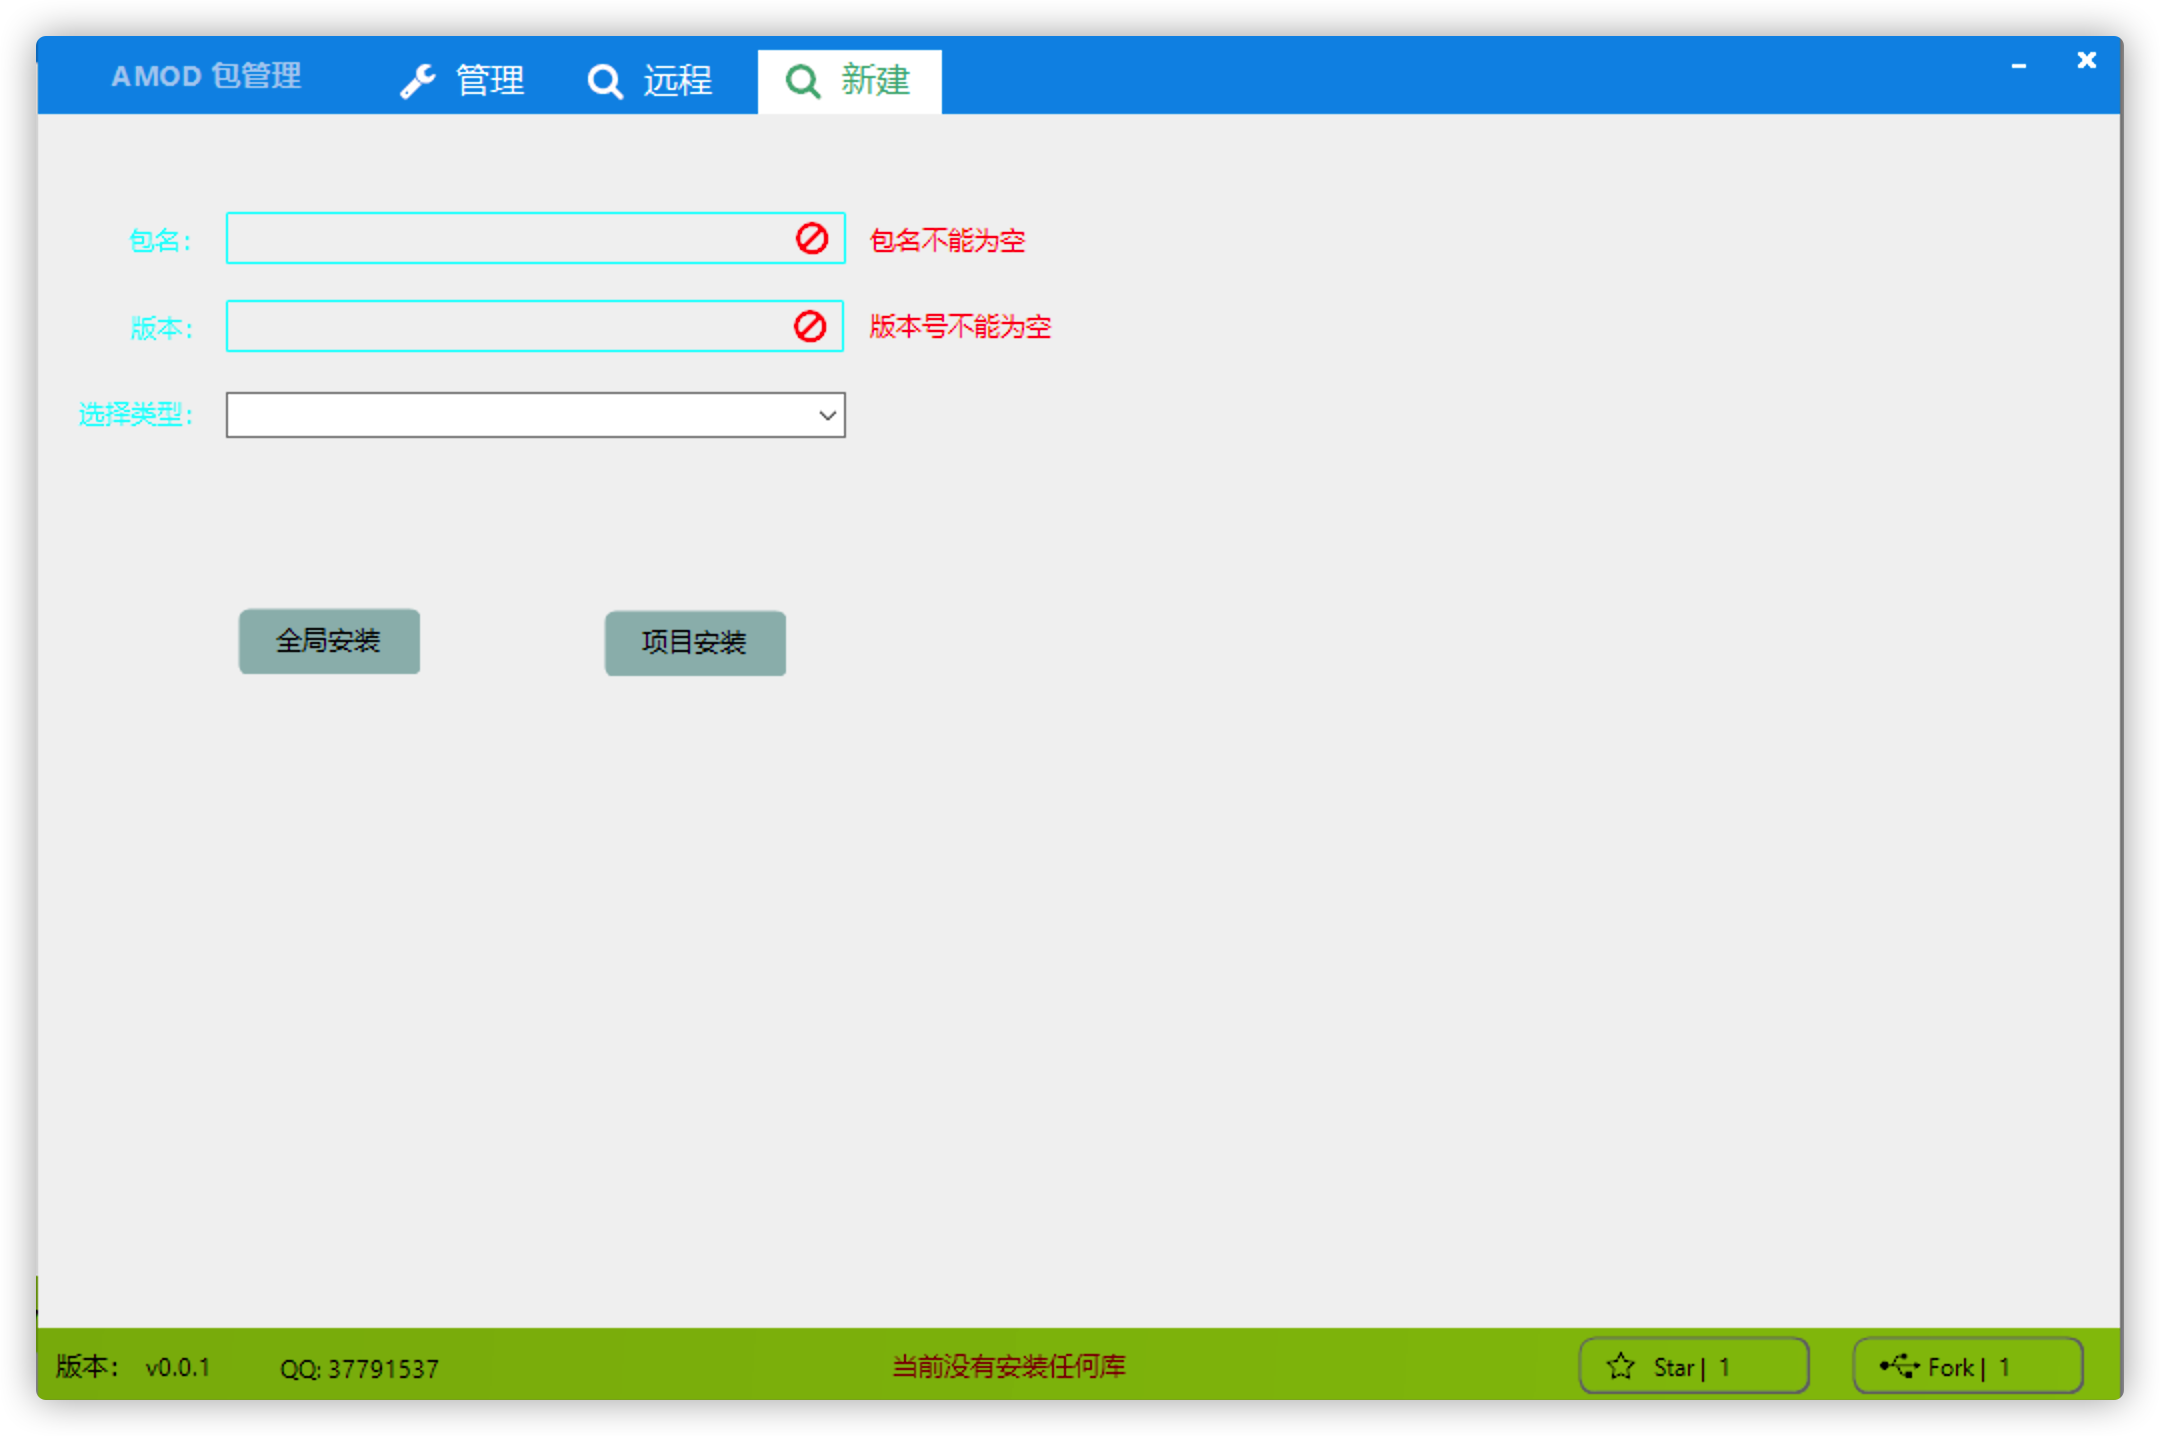 AMOD 包管理 管理 远程 新建
包名： 包名不能为空
版本： 版本号不能为空
选择类型：
全局安装 项目安装
版本： v0.0.1 QQ: 37791537 当前没有安装任何库 Star | 1 Fork | 1